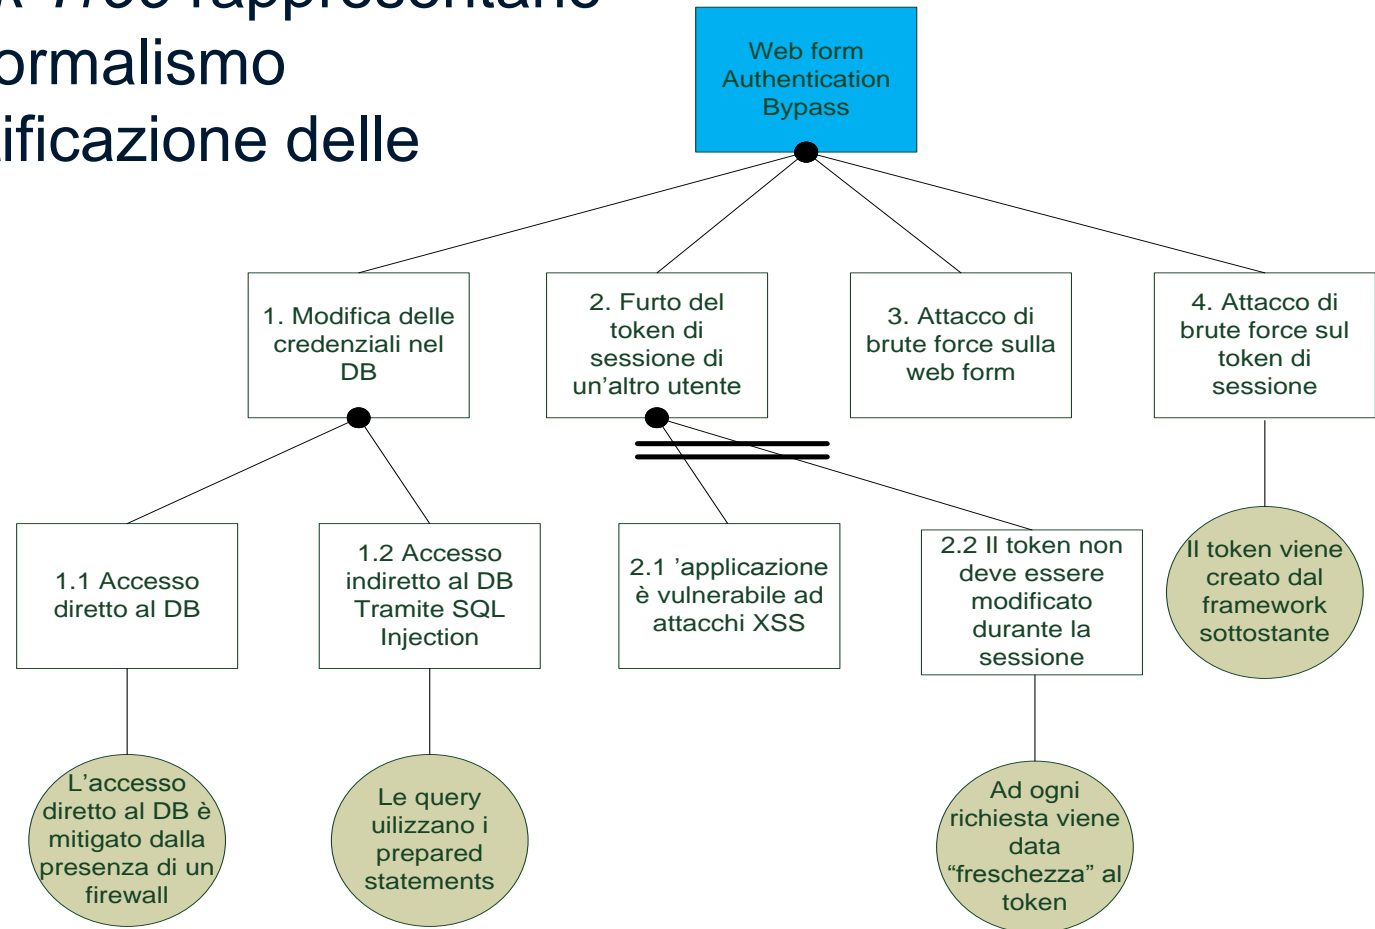 rappresentano
ormalismo
ificazione delle
Web form
Authentication
Bypass
1. Modifica delle
credenziali nel
DB
2. Furto del
token di
sessione di
un’altro utente
3. Attacco di
brute force sulla
web form
4. Attacco di
brute force sul
token di
sessione
1.1 Accesso
diretto al DB
1.2 Accesso
indiretto al DB
Tramite SQL
Injection
2.1 ’applicazione
è vulnerabile ad
attacchi XSS
2.2 Il token non
deve essere
modificato
durante la
sessione
Il token viene
creato dal
framework
sottostante
L’accesso
diretto al DB è
mitigato dalla
presenza di un
firewall
Le query
uilizzano i
prepared
statements
Ad ogni
richiesta viene
data
“freschezza” al
token